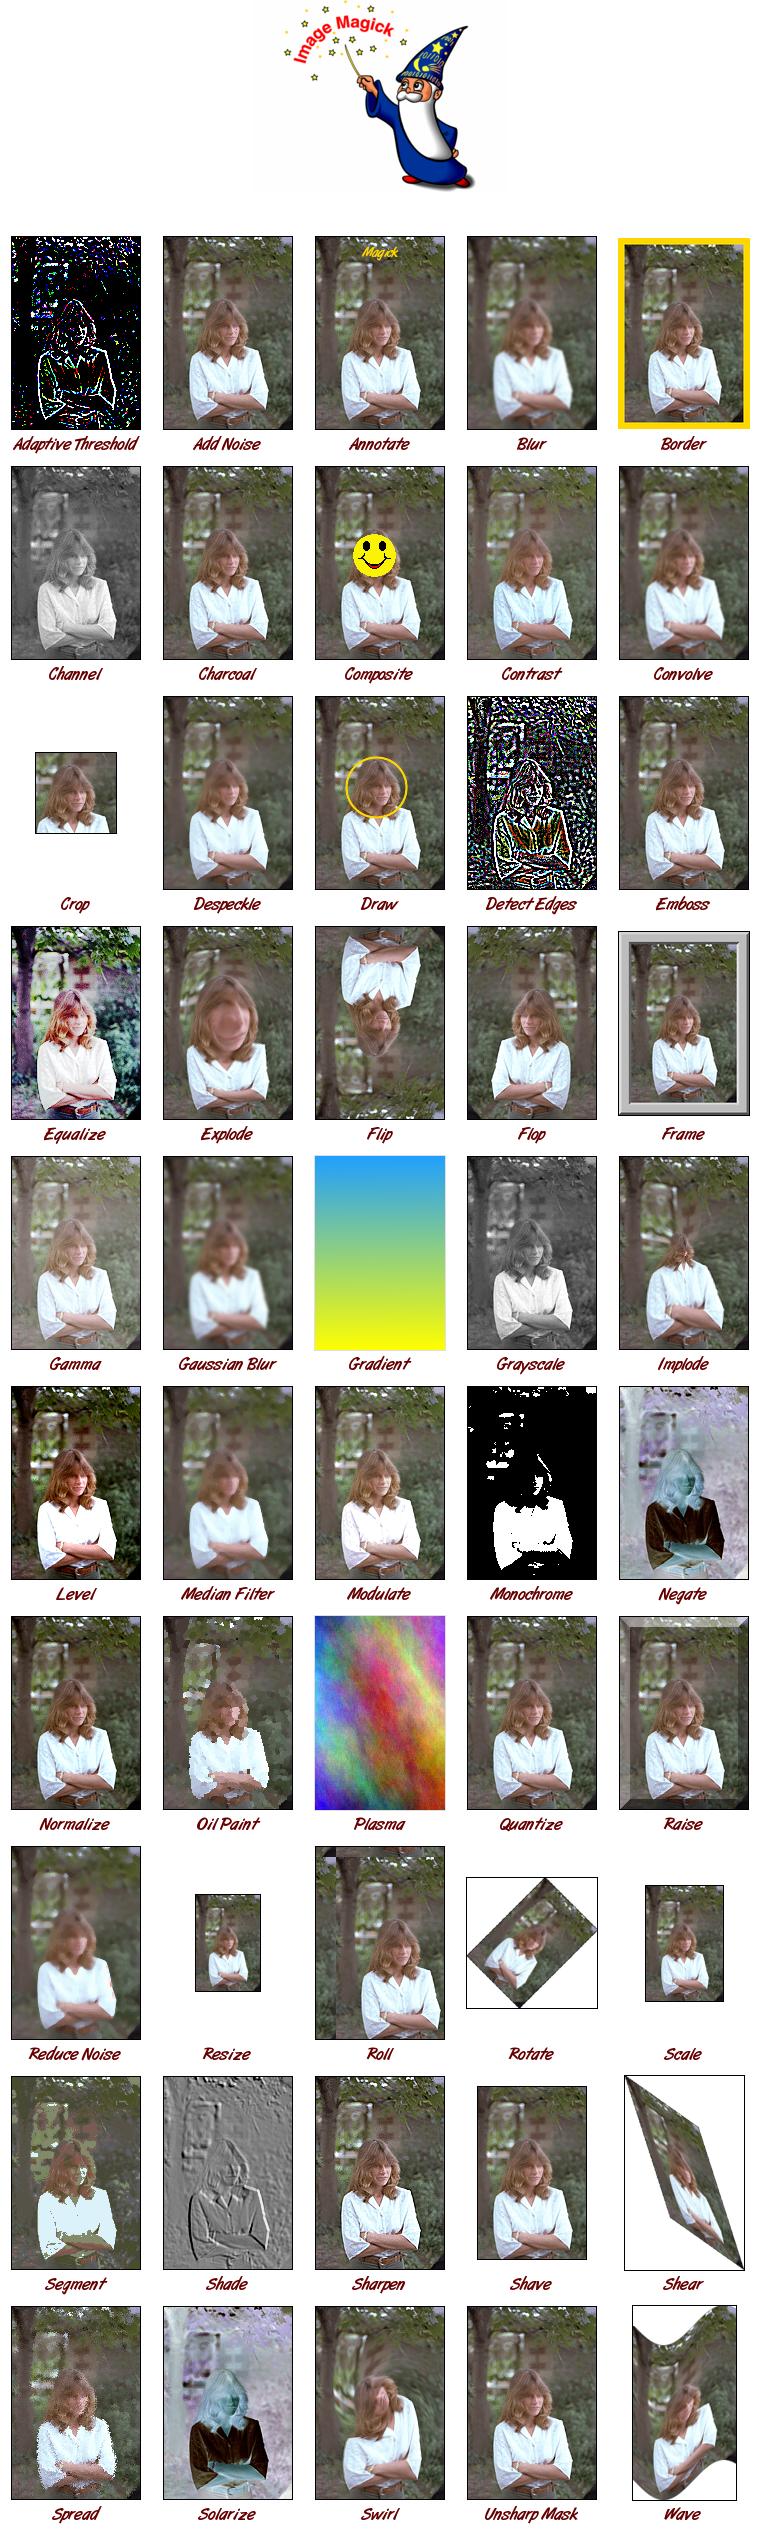 Image Magick
Magick
Adaptive Threshold
Add Noise
Annotate
Blur
Border
Channel
Charcoal
Composite
Contrast
Convolve
Crop
Despeckle
Draw
Detect Edges
Emboss
Equalize
Explode
Flip
Flop
Frame
Gamma
Gaussian Blur
Gradient
Grayscale
Implode
Level
Median Filter
Modulate
Monochrome
Negate
Normalize
Oil Paint
Plasma
Quantize
Raise
Reduce Noise
Resize
Roll
Rotate
Scale
Segment
Shade
Sharpen
Shave
Shear
Spread
Solarize
Swirl
Unsharp Mask
Wave